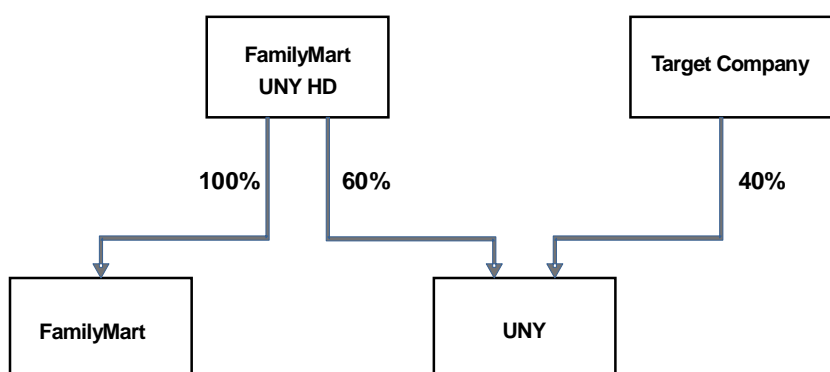 FamilyMart
UNY HD
Target Company
100%
60%
40%
FamilyMart
UNY